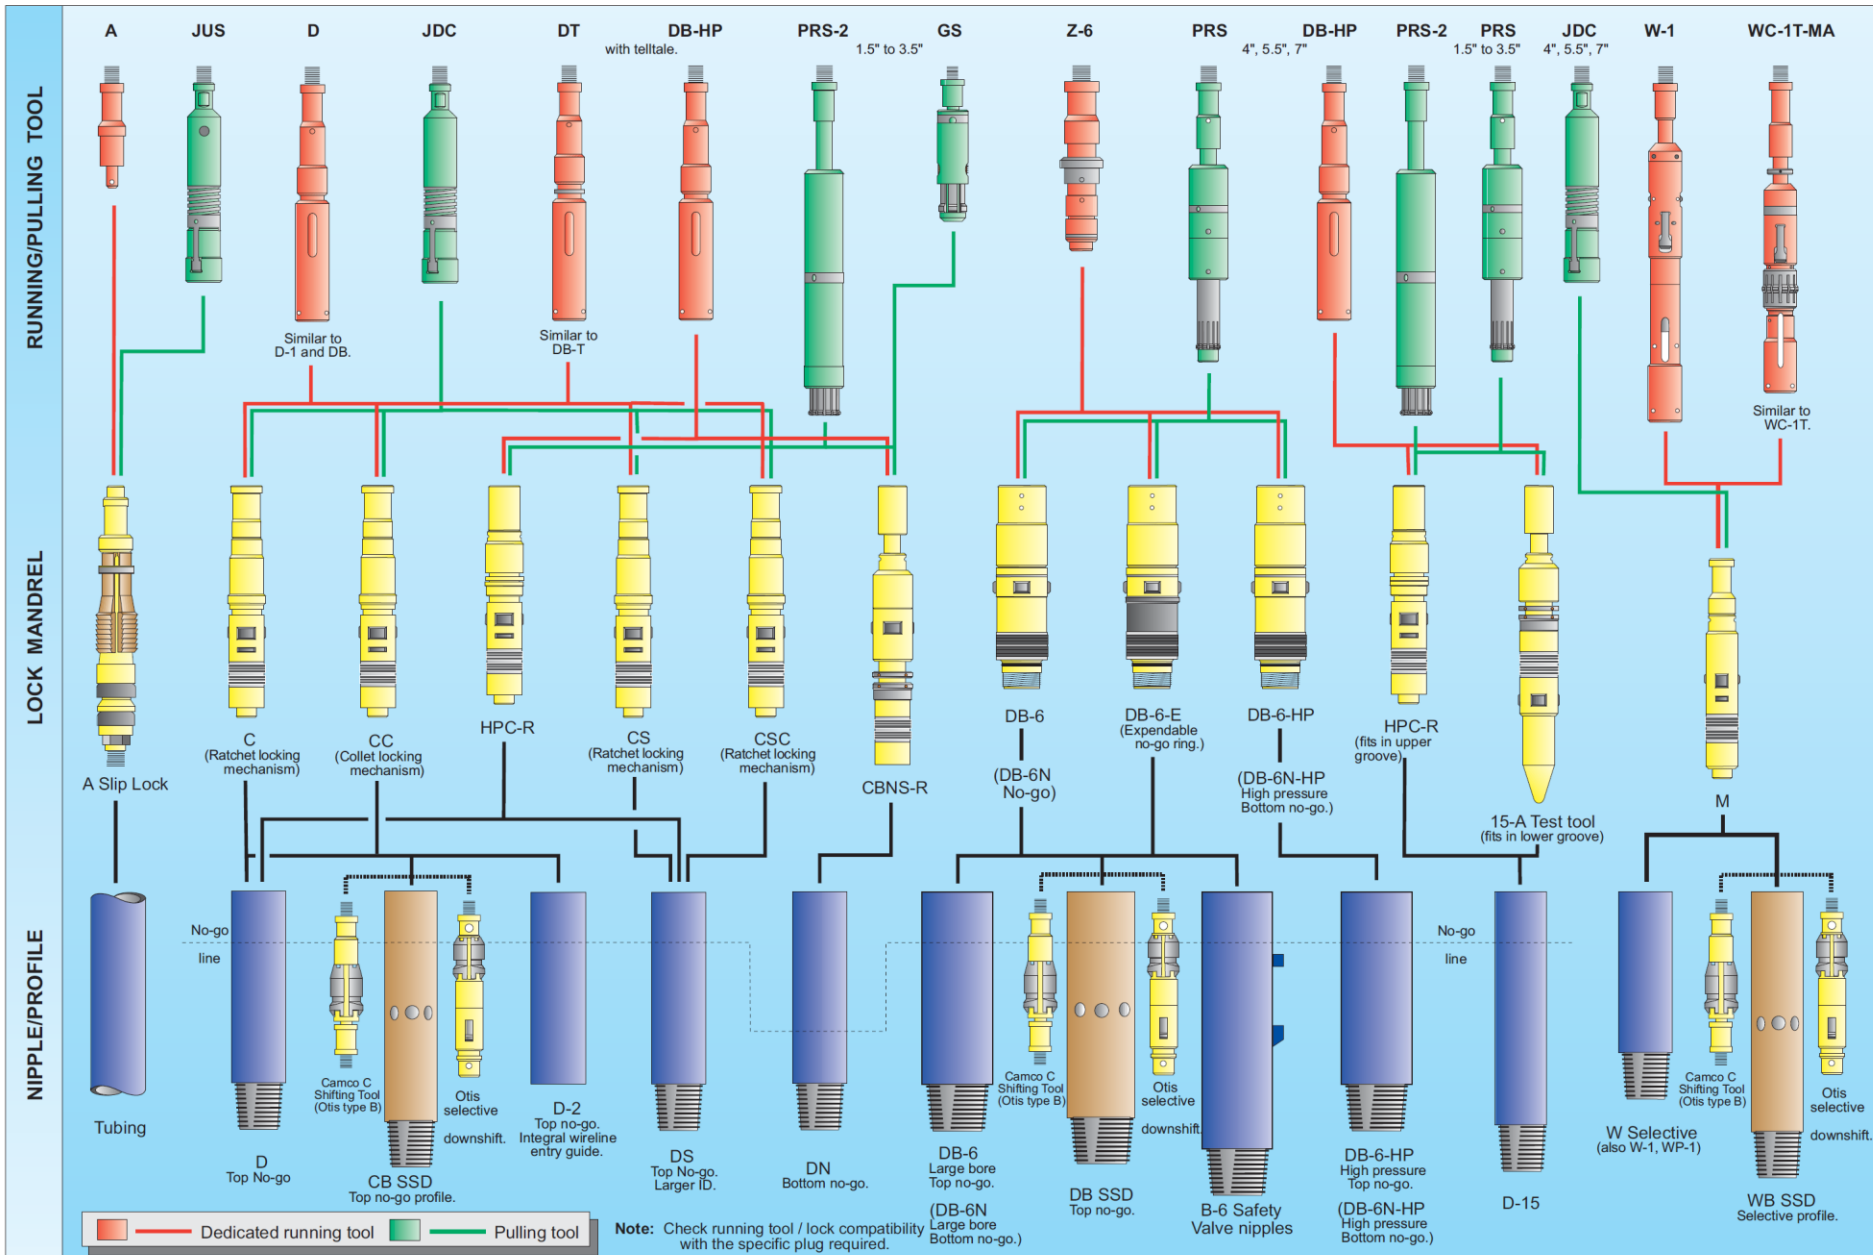 A
JUS
D
JDC
DT
DB-HP
with telltale.
PRS-2
GS
1.5" to 3.5"
Z-6
PRS
DB-HP
4", 5.5", 7"
PRS-2
PRS
1.5" to 3.5"
JDC
4", 5.5", 7"
W-1
WC-1T-MA
RUNNING/PULLING TOOL
Similar to
D-1 and DB.
Similar to
DB-T
Similar to
WC-1T.
LOCK MANDREL
A Slip Lock
C
(Ratchet locking
mechanism)
CC
(Collet locking
mechanism)
HPC-R
CS
(Ratchet locking
mechanism)
CSC
(Ratchet locking
mechanism)
CBNS-R
DB-6
(DB-6N
No-go)
DB-6-E
(Expendable
no-go ring.)
DB-6-HP
(DB-6N-HP
High pressure
Bottom no-go.)
HPC-R
(fits in upper
groove)
15-A Test tool
(fits in lower groove)
M
NIPPLE/PROFILE
No-go
line
No-go
line
Tubing
D
Top No-go
Camco C
Shifting Tool
(Otis type B)
CB SSD
Top no-go profile.
Otis
selective
downshift.
D-2
Top no-go.
Integral wireline
entry guide.
DS
Top No-go.
Larger ID.
DN
Bottom no-go.
DB-6
Large bore
Top no-go.
(DB-6N
Large bore
Bottom no-go.)
Camco C
Shifting Tool
(Otis type B)
DB SSD
Top no-go.
Otis
selective
downshift.
B-6 Safety
Valve nipples
DB-6-HP
High pressure
Top no-go.
(DB-6N-HP
High pressure
Bottom no-go.)
D-15
W Selective
(also W-1, WP-1)
Camco C
Shifting Tool
(Otis type B)
WB SSD
Selective profile.
Otis
selective
downshift.
Dedicated running tool
Pulling tool
Note: Check running tool / lock compatibility
with the specific plug required.